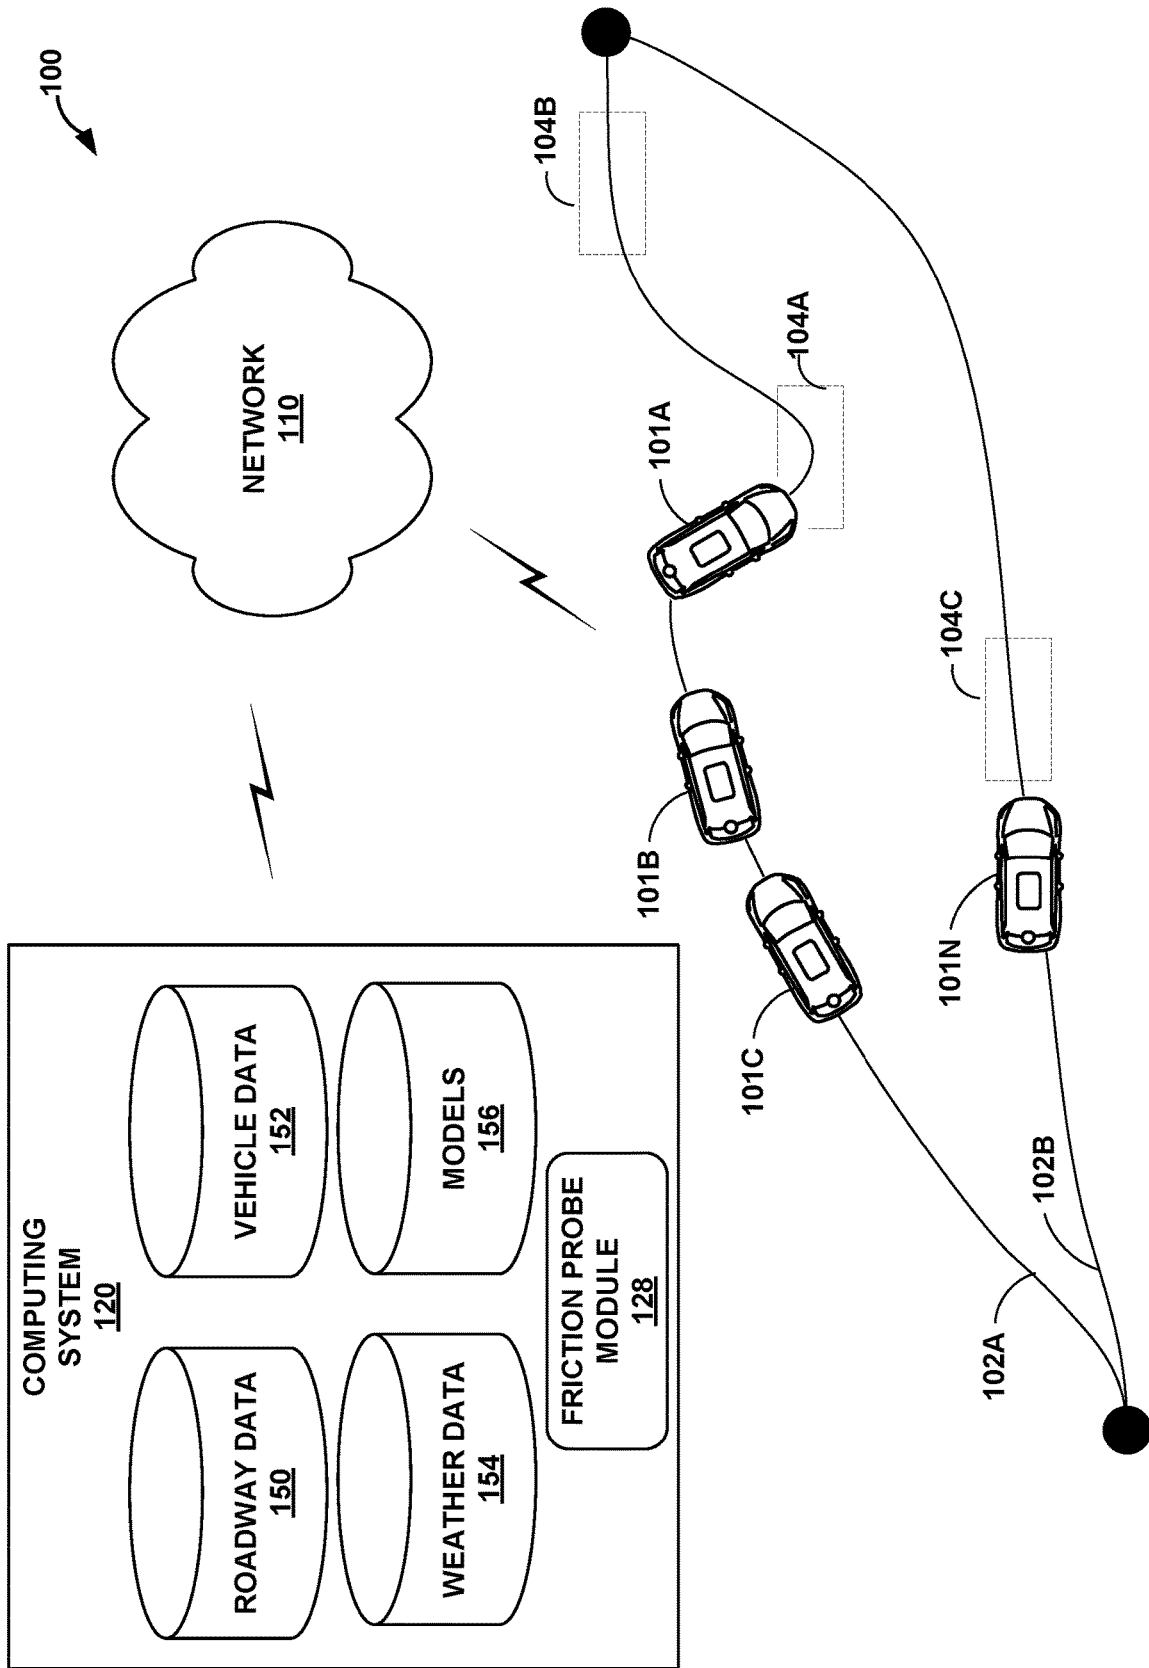 100
COMPUTING
SYSTEM
120
ROADWAY DATA
150
VEHICLE DATA
152
WEATHER DATA
154
MODELS
156
FRICTION PROBE
MODULE
128
NETWORK
110
101A
101B
101C
101N
102A
102B
104A
104B
104C